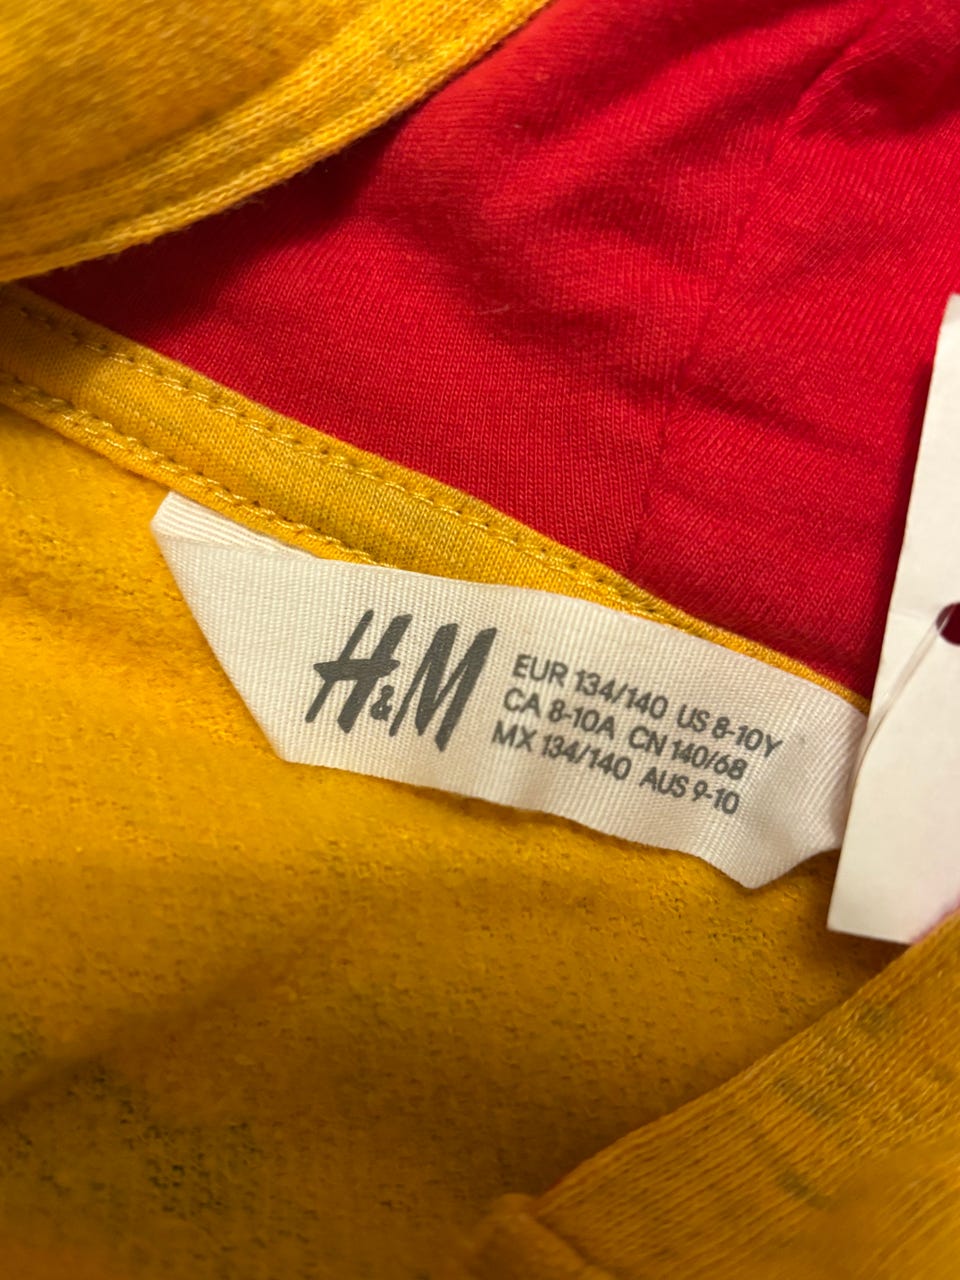 H&M
EUR 134/140 US 8-10Y
CA 8-10A CN 140/68
MX 134/140 AUS 9-10